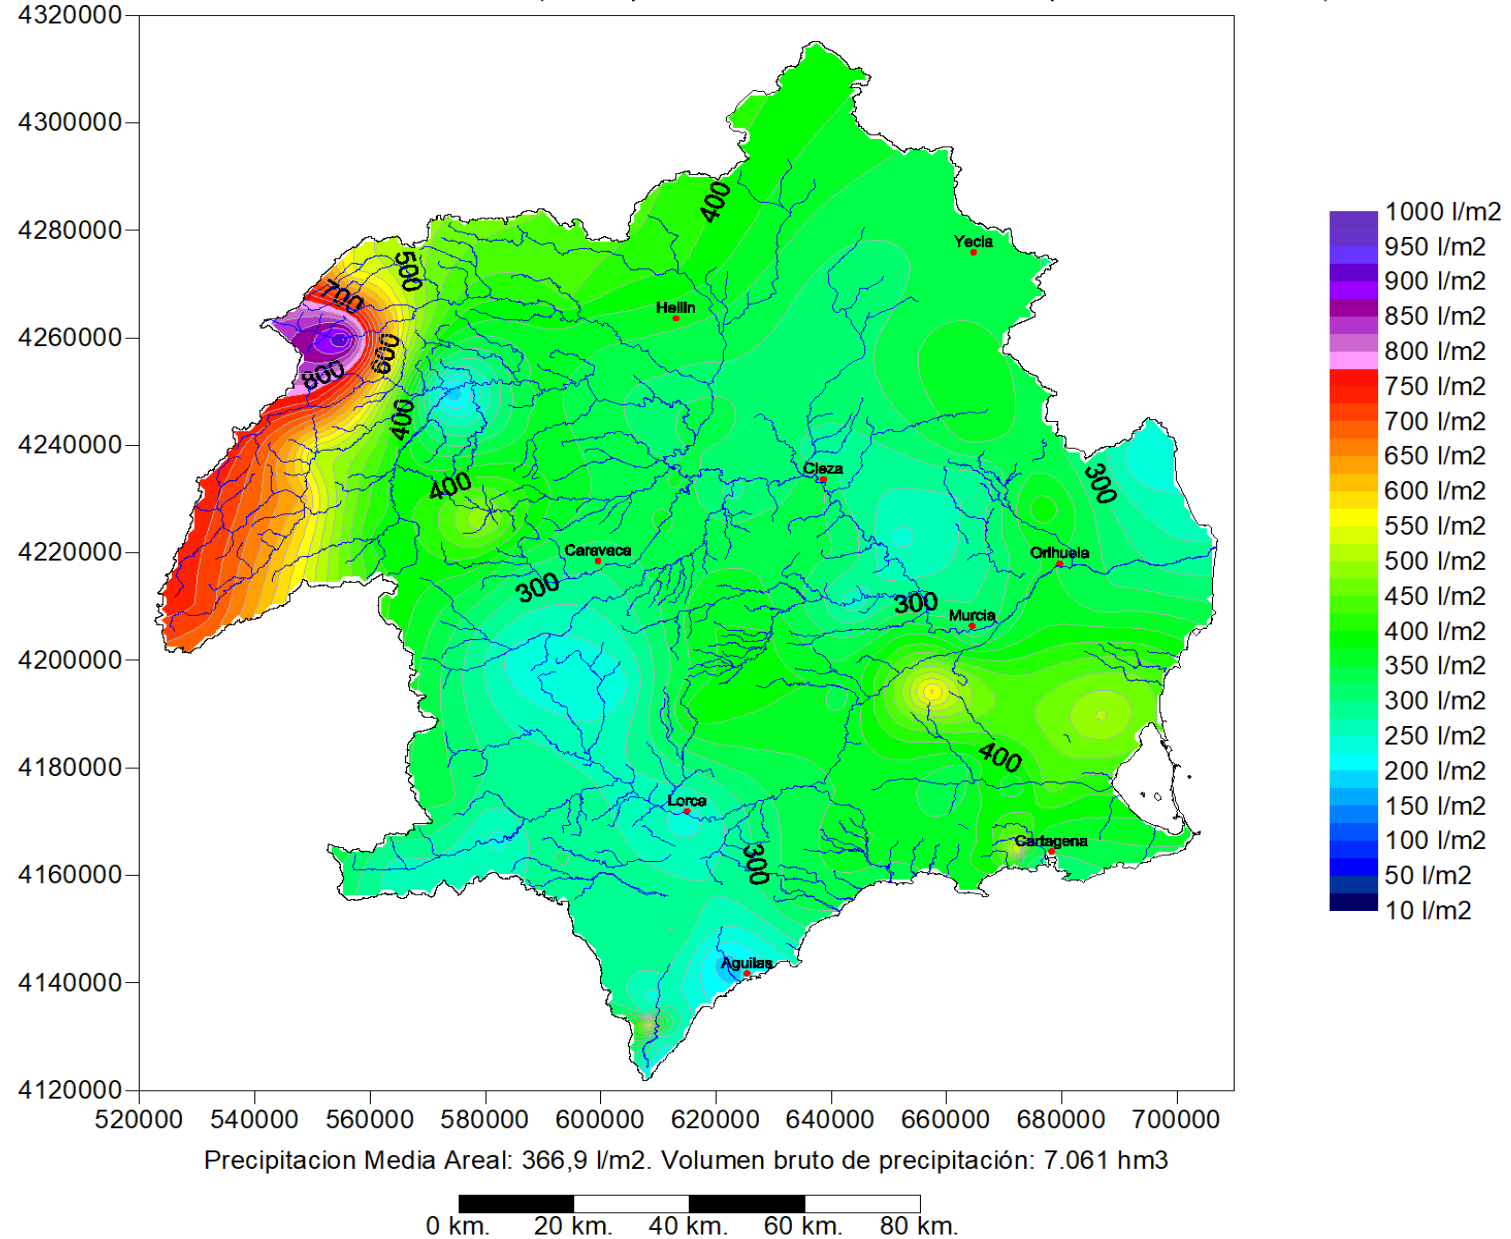 4320000
4300000
4280000
4260000
4240000
4220000
4200000
4180000
4160000
4140000
4120000
520000 540000 560000 580000 600000 620000 640000 660000 680000 700000
400
Yecla
500
700
Hellin
600
800
400
Cieza
400
300
Caravaca
Orihuela
300
300
Murcia
400
Lorca
300
Cartagena
Aguilas
1000 l/m2
950 l/m2
900 l/m2
850 l/m2
800 l/m2
750 l/m2
700 l/m2
650 l/m2
600 l/m2
550 l/m2
500 l/m2
450 l/m2
400 l/m2
350 l/m2
300 l/m2
250 l/m2
200 l/m2
150 l/m2
100 l/m2
50 l/m2
10 l/m2
Precipitacion Media Areal: 366,9 l/m2. Volumen bruto de precipitación: 7.061 hm3
0 km. 20 km. 40 km. 60 km. 80 km.